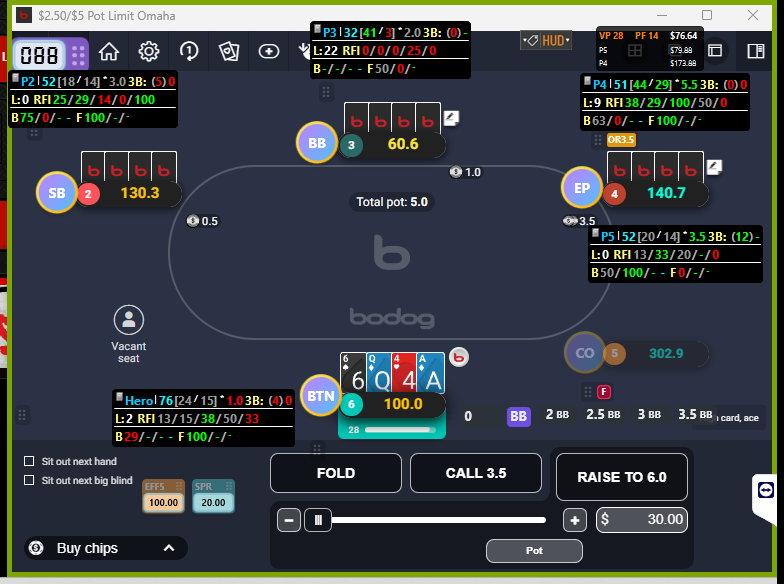 $2.50/$5 Pot Limit Omaha
088
P3 | 32 [41 / 3] * 2.0 3B: (0) -
L:22 RFI 0/0/0/25/0
B-/-/- - F 50/0/-
HUD
VP 28 PF 14 $76.64
P5 $79.88
P4 $173.88
P2 | 52 [18 / 14] * 3.0 3B: (5) 0
L:0 RFI 25/29/14/0/100
B 75/0/- - F 100/-/-
P4 | 51 [44 / 29] * 5.5 3B: (0) 0
L:9 RFI 38/29/100/50/0
B 63/0/- - F 100/-/-
BB 3 60.6
OR3.5
SB 2 130.3
EP 4 140.7
1.0
Total pot: 5.0
0.5
3.5
P5 | 52 [20 / 14] * 3.5 3B: (12) -
L:0 RFI 13/33/20/-/0
B 50/100/- - F 0/-/-
b
bodog
Vacant
seat
CO 5 302.9
6 Q 4 A
6 Q 4 A
b
F
Hero | 76 [24 / 15] * 1.0 3B: (4) 0
L:2 RFI 13/15/38/50/33
B 29/-/- - F 100/-/-
BTN 6 100.0
28
0 BB 2 BB 2.5 BB 3 BB 3.5 BB card, ace
Sit out next hand
Sit out next big blind
EFFS SPR
100.00 20.00
FOLD CALL 3.5 RAISE TO 6.0
$ 30.00
Pot
Buy chips